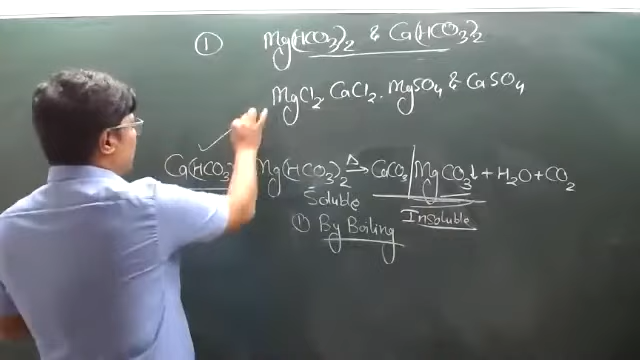 ① Mg(HCO₃)₂ & Ca(HCO₃)₂
MgCl₂ CaCl₂. MgSO₄ & CaSO₄
Ca(HCO₃ Mg(HCO₃)₂ △→ CaCO₃/MgCO₃↓ + H₂O + CO₂
Soluble Insoluble
① By Boiling